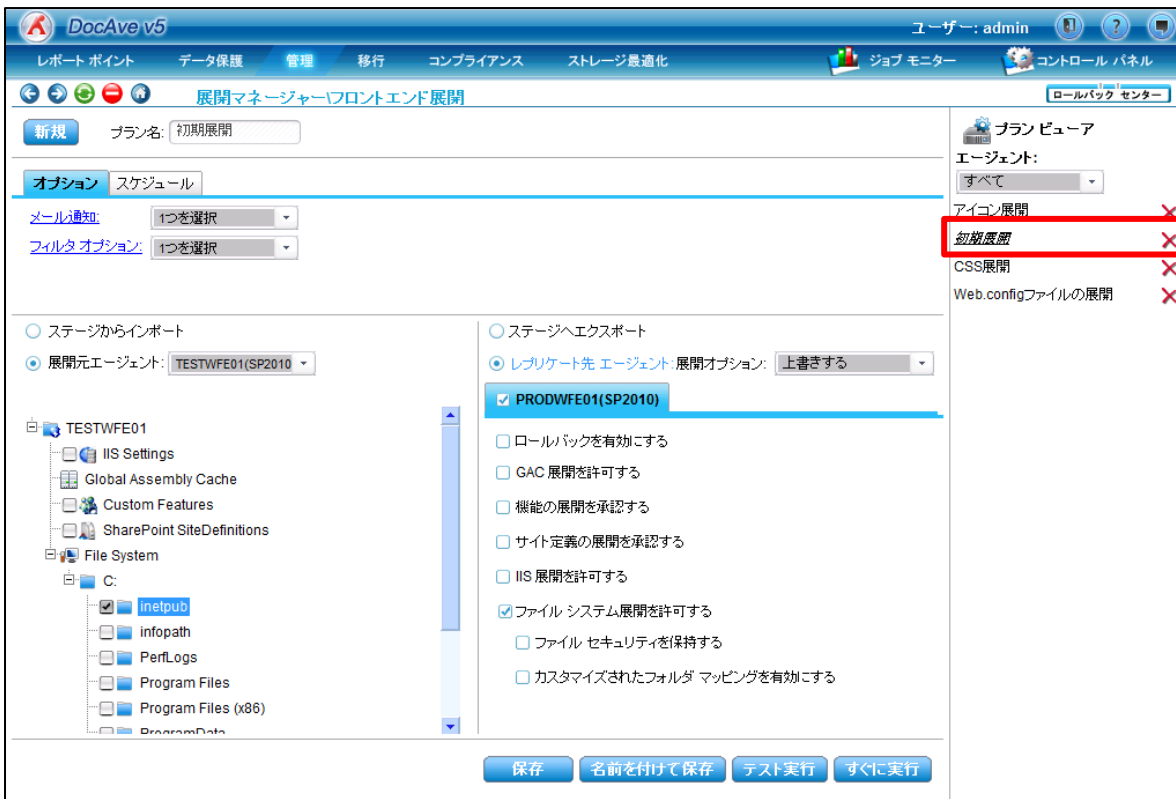 DocAve v5
ユーザー: admin
レポート ポイント データ保護 管理 移行 コンプライアンス ストレージ最適化 ジョブ モニター コントロール パネル
展開マネージャー\フロントエンド展開 ロールバック センター
新規 プラン名: 初期展開
オプション スケジュール
メール通知: 1つを選択
フィルタ オプション: 1つを選択
ステージからインポート
展開元エージェント: TESTWFE01(SP2010
TESTWFE01
IIS Settings
Global Assembly Cache
Custom Features
SharePoint SiteDefinitions
File System
C:
inetpub
infopath
PerfLogs
Program Files
Program Files (x86)
ProgramData
ステージへエクスポート
レプリケート先 エージェント: 展開オプション: 上書きする
PRODWFE01(SP2010)
ロールバックを有効にする
GAC 展開を許可する
機能の展開を承認する
サイト定義の展開を承認する
IIS 展開を許可する
ファイル システム展開を許可する
ファイル セキュリティを保持する
カスタマイズされたフォルダ マッピングを有効にする
保存 名前を付けて保存 テスト実行 すぐに実行
プラン ビューア
エージェント:
すべて
アイコン展開
初期展開
CSS展開
Web.configファイルの展開